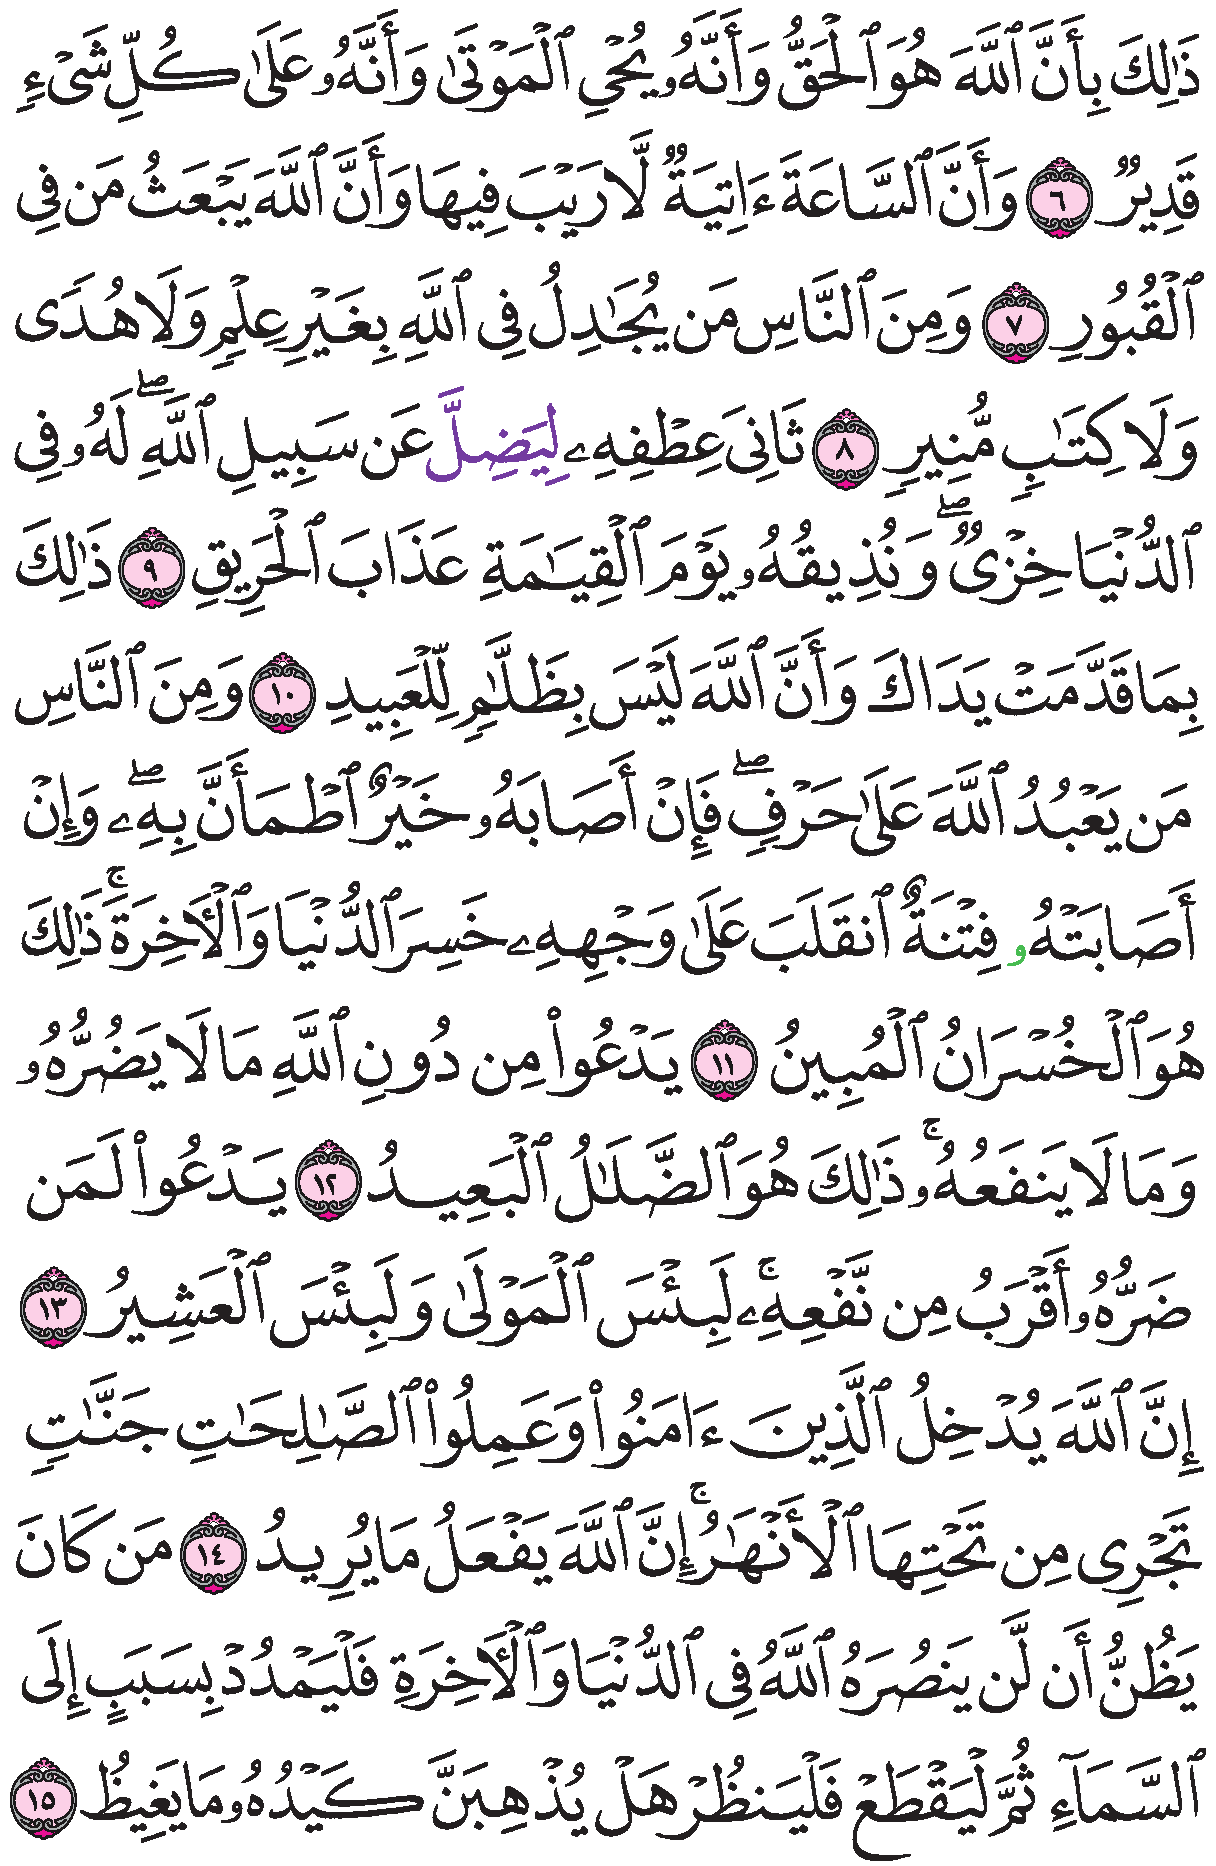 ذَٰلِكَ بِأَنَّ ٱللَّهَ هُوَ ٱلْحَقُّ وَأَنَّهُۥ يُحْيِ ٱلْمَوْتَىٰ وَأَنَّهُۥ عَلَىٰ كُلِّ شَىْءٍ
قَدِيرٌ ٦ وَأَنَّ ٱلسَّاعَةَ ءَاتِيَةٌ لَّا رَيْبَ فِيهَا وَأَنَّ ٱللَّهَ يَبْعَثُ مَن فِى
ٱلْقُبُورِ ٧ وَمِنَ ٱلنَّاسِ مَن يُجَـٰدِلُ فِى ٱللَّهِ بِغَيْرِ عِلْمٍ وَلَا هُدًى
وَلَا كِتَـٰبٍ مُّنِيرٍ ٨ ثَانِىَ عِطْفِهِۦ لِيَضِلَّ عَن سَبِيلِ ٱللَّهِ ۖ لَهُۥ فِى
ٱلدُّنْيَا خِزْىٌ ۖ وَنُذِيقُهُۥ يَوْمَ ٱلْقِيَـٰمَةِ عَذَابَ ٱلْحَرِيقِ ٩ ذَٰلِكَ
بِمَا قَدَّمَتْ يَدَاكَ وَأَنَّ ٱللَّهَ لَيْسَ بِظَلَّـٰمٍ لِّلْعَبِيدِ ١٠ وَمِنَ ٱلنَّاسِ
مَن يَعْبُدُ ٱللَّهَ عَلَىٰ حَرْفٍ ۖ فَإِنْ أَصَابَهُۥ خَيْرٌ ٱطْمَأَنَّ بِهِۦ ۖ وَإِنْ
أَصَابَتْهُۥ فِتْنَةٌ ٱنقَلَبَ عَلَىٰ وَجْهِهِۦ خَسِرَ ٱلدُّنْيَا وَٱلْأَخِرَةَ ۚ ذَٰلِكَ
هُوَ ٱلْخُسْرَانُ ٱلْمُبِينُ ١١ يَدْعُوا۟ مِن دُونِ ٱللَّهِ مَا لَا يَضُرُّهُۥ
وَمَا لَا يَنفَعُهُۥ ۚ ذَٰلِكَ هُوَ ٱلضَّلَـٰلُ ٱلْبَعِيدُ ١٢ يَدْعُوا۟ لَمَن
ضَرُّهُۥ أَقْرَبُ مِن نَّفْعِهِۦ ۚ لَبِئْسَ ٱلْمَوْلَىٰ وَلَبِئْسَ ٱلْعَشِيرُ ١٣
إِنَّ ٱللَّهَ يُدْخِلُ ٱلَّذِينَ ءَامَنُوا۟ وَعَمِلُوا۟ ٱلصَّـٰلِحَـٰتِ جَنَّـٰتٍ
تَجْرِى مِن تَحْتِهَا ٱلْأَنْهَـٰرُ ۚ إِنَّ ٱللَّهَ يَفْعَلُ مَا يُرِيدُ ١٤ مَن كَانَ
يَظُنُّ أَن لَّن يَنصُرَهُ ٱللَّهُ فِى ٱلدُّنْيَا وَٱلْأَخِرَةِ فَلْيَمْدُدْ بِسَبَبٍ إِلَى
ٱلسَّمَآءِ ثُمَّ لْيَقْطَعْ فَلْيَنظُرْ هَلْ يُذْهِبَنَّ كَيْدُهُۥ مَا يَغِيظُ ١٥